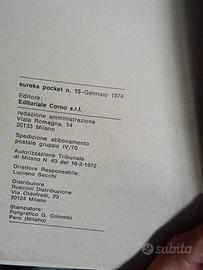 eureka pocket n. 15-Gennaio 1974
Editore:
Editoriale Corno s.r.l.
redazione amministrazione
Viale Romagna, 14
20133 Milano
Spedizione abbonamento
postale gruppo IV/70
Autorizzazione Tribunale
di Milano N. 63 del 16-2-1972
Direttore Responsabile:
Luciano Secchi
Distributore
Rusconi Distribuzione
Via Oldofredi, 23
20124 Milano
Stampatore:
Poligrafico G. Colombi
Pero (Milano)
subito